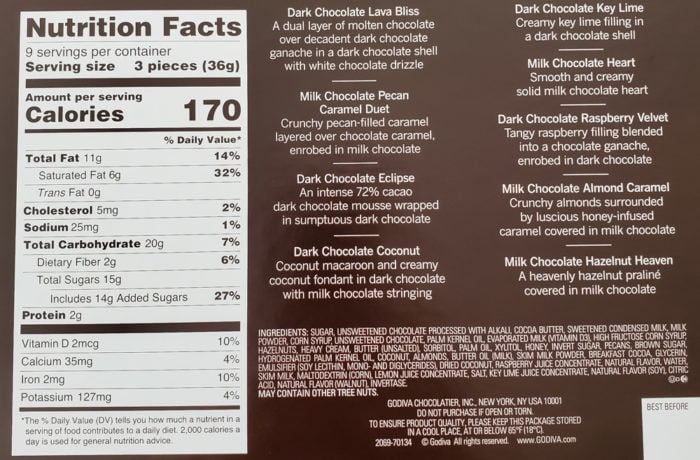 Nutrition Facts
9 servings per container
Serving size 3 pieces (36g)
Amount per serving
Calories 170
% Daily Value*
Total Fat 11g 14%
Saturated Fat 6g 32%
Trans Fat 0g
Cholesterol 5mg 2%
Sodium 25mg 1%
Total Carbohydrate 20g 7%
Dietary Fiber 2g 6%
Total Sugars 15g
Includes 14g Added Sugars 27%
Protein 2g
Vitamin D 2mcg 10%
Calcium 35mg 4%
Iron 2mg 10%
Potassium 127mg 4%
*The % Daily Value (DV) tells you how much a nutrient in a
serving of food contributes to a daily diet. 2,000 calories a
day is used for general nutrition advice.
Dark Chocolate Lava Bliss
A dual layer of molten chocolate
over decadent dark chocolate
ganache in a dark chocolate shell
with white chocolate drizzle
Milk Chocolate Pecan
Caramel Duet
Crunchy pecan-filled caramel
layered over chocolate caramel,
enrobed in milk chocolate
Dark Chocolate Eclipse
An intense 72% cacao
dark chocolate mousse wrapped
in sumptuous dark chocolate
Dark Chocolate Coconut
Coconut macaroon and creamy
coconut fondant in dark chocolate
with milk chocolate stringing
Dark Chocolate Key Lime
Creamy key lime filling in
a dark chocolate shell
Milk Chocolate Heart
Smooth and creamy
solid milk chocolate heart
Dark Chocolate Raspberry Velvet
Tangy raspberry filling blended
into a chocolate ganache,
enrobed in dark chocolate
Milk Chocolate Almond Caramel
Crunchy almonds surrounded
by luscious honey-infused
caramel covered in milk chocolate
Milk Chocolate Hazelnut Heaven
A heavenly hazelnut praliné
covered in milk chocolate
INGREDIENTS: SUGAR, UNSWEETENED CHOCOLATE PROCESSED WITH ALKALI, COCOA BUTTER, SWEETENED CONDENSED MILK, MILK
POWDER, CORN SYRUP, UNSWEETENED CHOCOLATE, PALM KERNEL OIL, EVAPORATED MILK (VITAMIN D3), HIGH FRUCTOSE CORN SYRUP,
HAZELNUTS, HEAVY CREAM, BUTTER (UNSALTED), SORBITOL, PALM OIL, XYLITOL, HONEY, INVERT SUGAR, PECANS, BROWN SUGAR,
HYDROGENATED PALM KERNEL OIL, COCONUT, ALMONDS, BUTTER OIL (MILK), SKIM MILK POWDER, BREAKFAST COCOA, GLYCERIN,
EMULSIFIER (SOY LECITHIN, MONO- AND DIGLYCERIDES), DRIED COCONUT, RASPBERRY JUICE CONCENTRATE, NATURAL FLAVOR, WATER,
SKIM MILK, MALTODEXTRIN (CORN), LEMON JUICE CONCENTRATE, SALT, KEY LIME JUICE CONCENTRATE, NATURAL FLAVOR (SOY), CITRIC
ACID, NATURAL FLAVOR (WALNUT), INVERTASE.
MAY CONTAIN OTHER TREE NUTS.
GODIVA CHOCOLATIER, INC., NEW YORK, NY USA 10001
DO NOT PURCHASE IF OPEN OR TORN.
TO ENSURE PRODUCT QUALITY, PLEASE KEEP THIS PACKAGE STORED
IN A COOL PLACE, AT OR BELOW 65°F (18°C).
2069-70134 © Godiva All rights reserved. www.GODIVA.com
BEST BEFORE